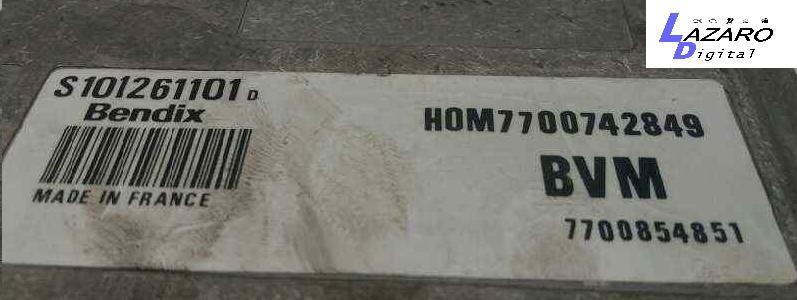 S101261101 D
Bendix
MADE IN FRANCE
HOM7700742849
BVM
7700854851
LAZARO
Digital